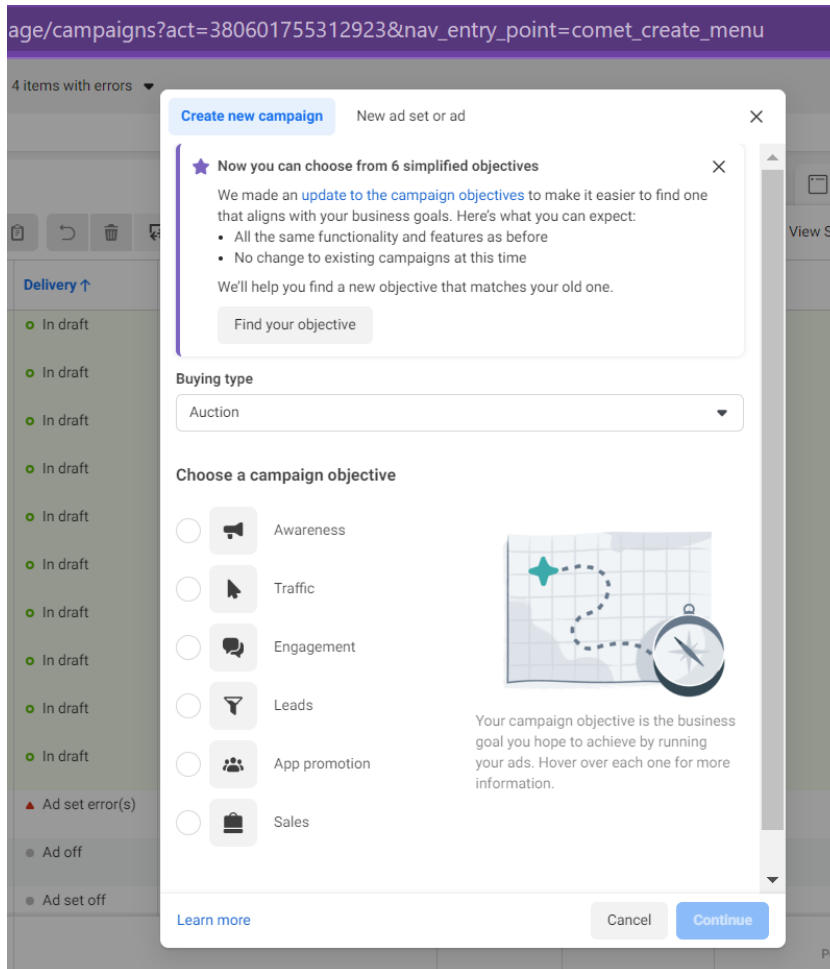 age/campaigns?act=380601755312923&nav_entry_point=comet_create_menu
4 items with errors
Create new campaign
New ad set or ad
Now you can choose from 6 simplified objectives
We made an update to the campaign objectives to make it easier to find one
that aligns with your business goals. Here's what you can expect:
• All the same functionality and features as before
• No change to existing campaigns at this time
We'll help you find a new objective that matches your old one.
Find your objective
View S
Delivery ↑
In draft
In draft
In draft
In draft
In draft
In draft
In draft
In draft
In draft
In draft
Ad set error(s)
Ad off
Ad set off
Buying type
Auction
Choose a campaign objective
Awareness
Traffic
Engagement
Leads
App promotion
Sales
Your campaign objective is the business
goal you hope to achieve by running
your ads. Hover over each one for more
information.
Learn more
Cancel
Continue